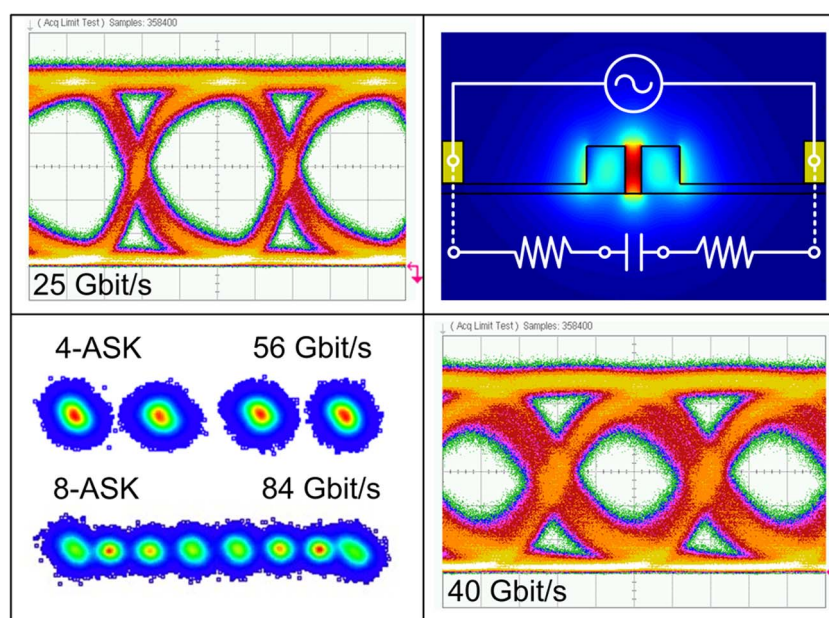 ( Acq Limit Test ) Samples: 358400
25 Gbit/s
4-ASK 56 Gbit/s
8-ASK 84 Gbit/s
( Acq Limit Test ) Samples: 358400
40 Gbit/s